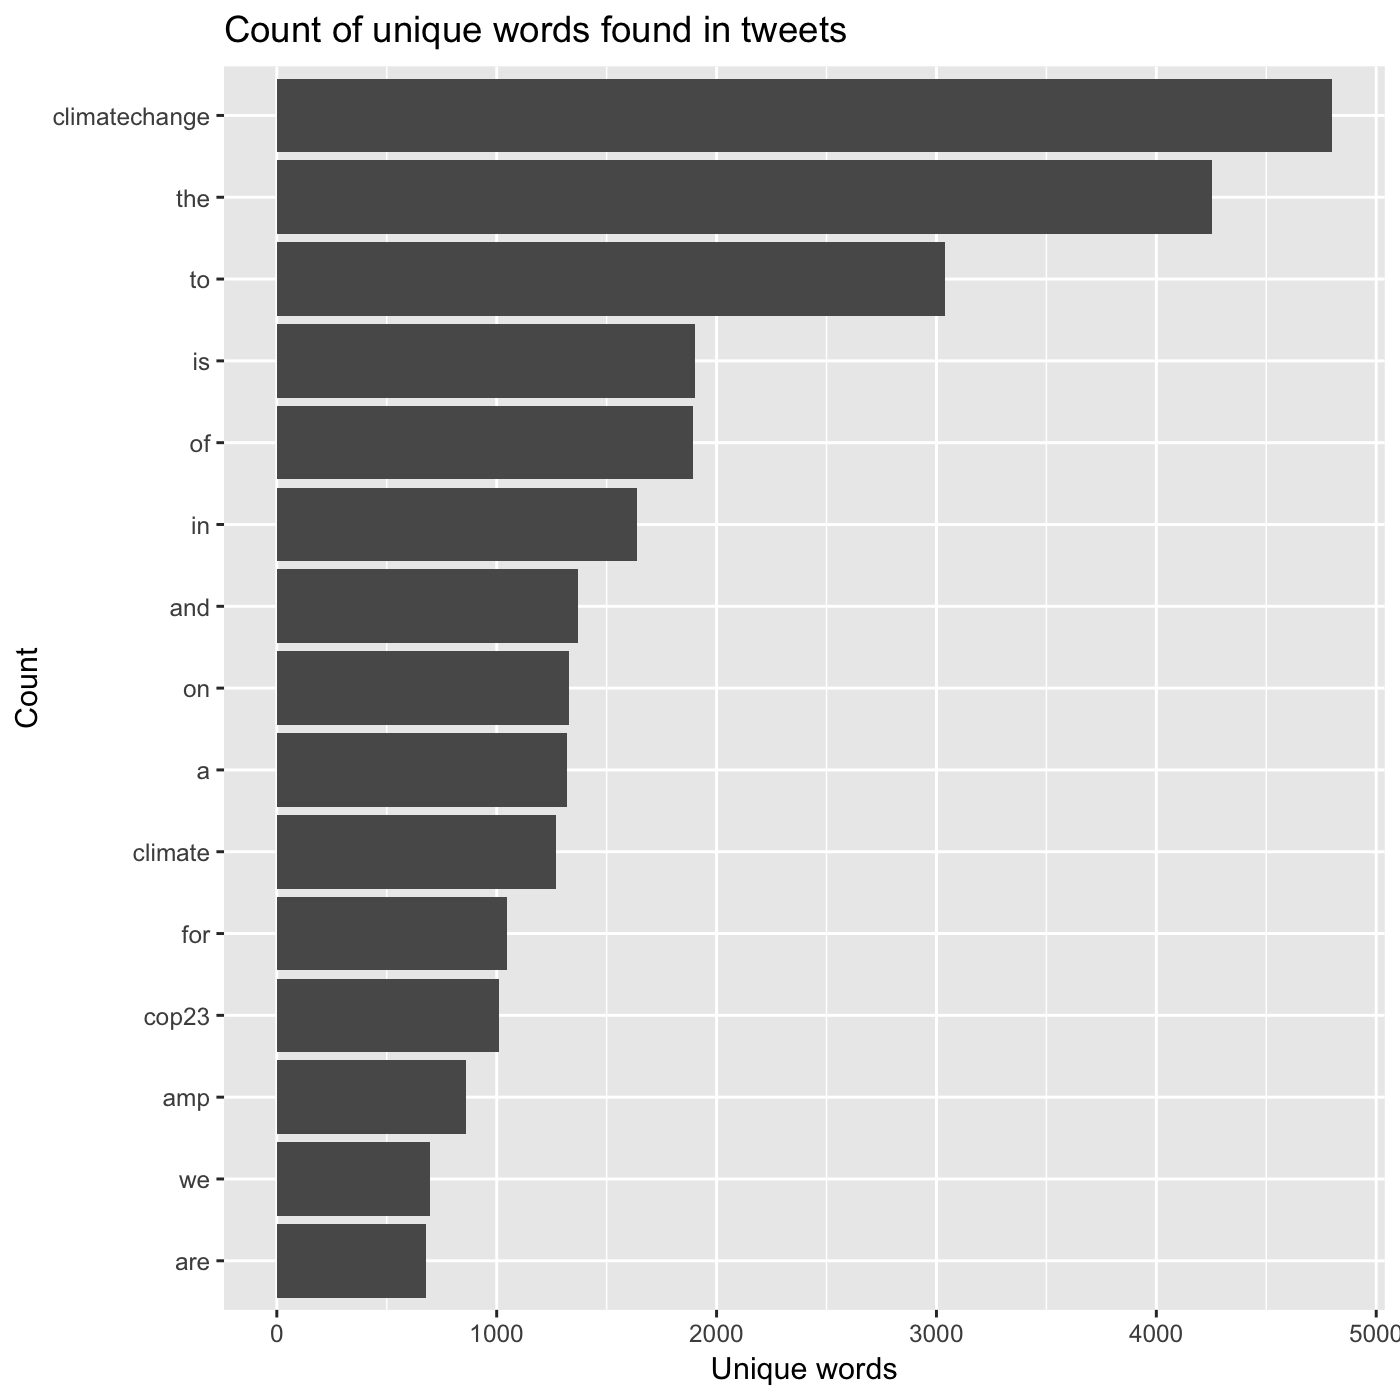 Count of unique words found in tweets
climatechange
the
to
is
of
in
and
on
a
climate
for
cop23
amp
we
are
Count
0 1000 2000 3000 4000 5000
Unique words